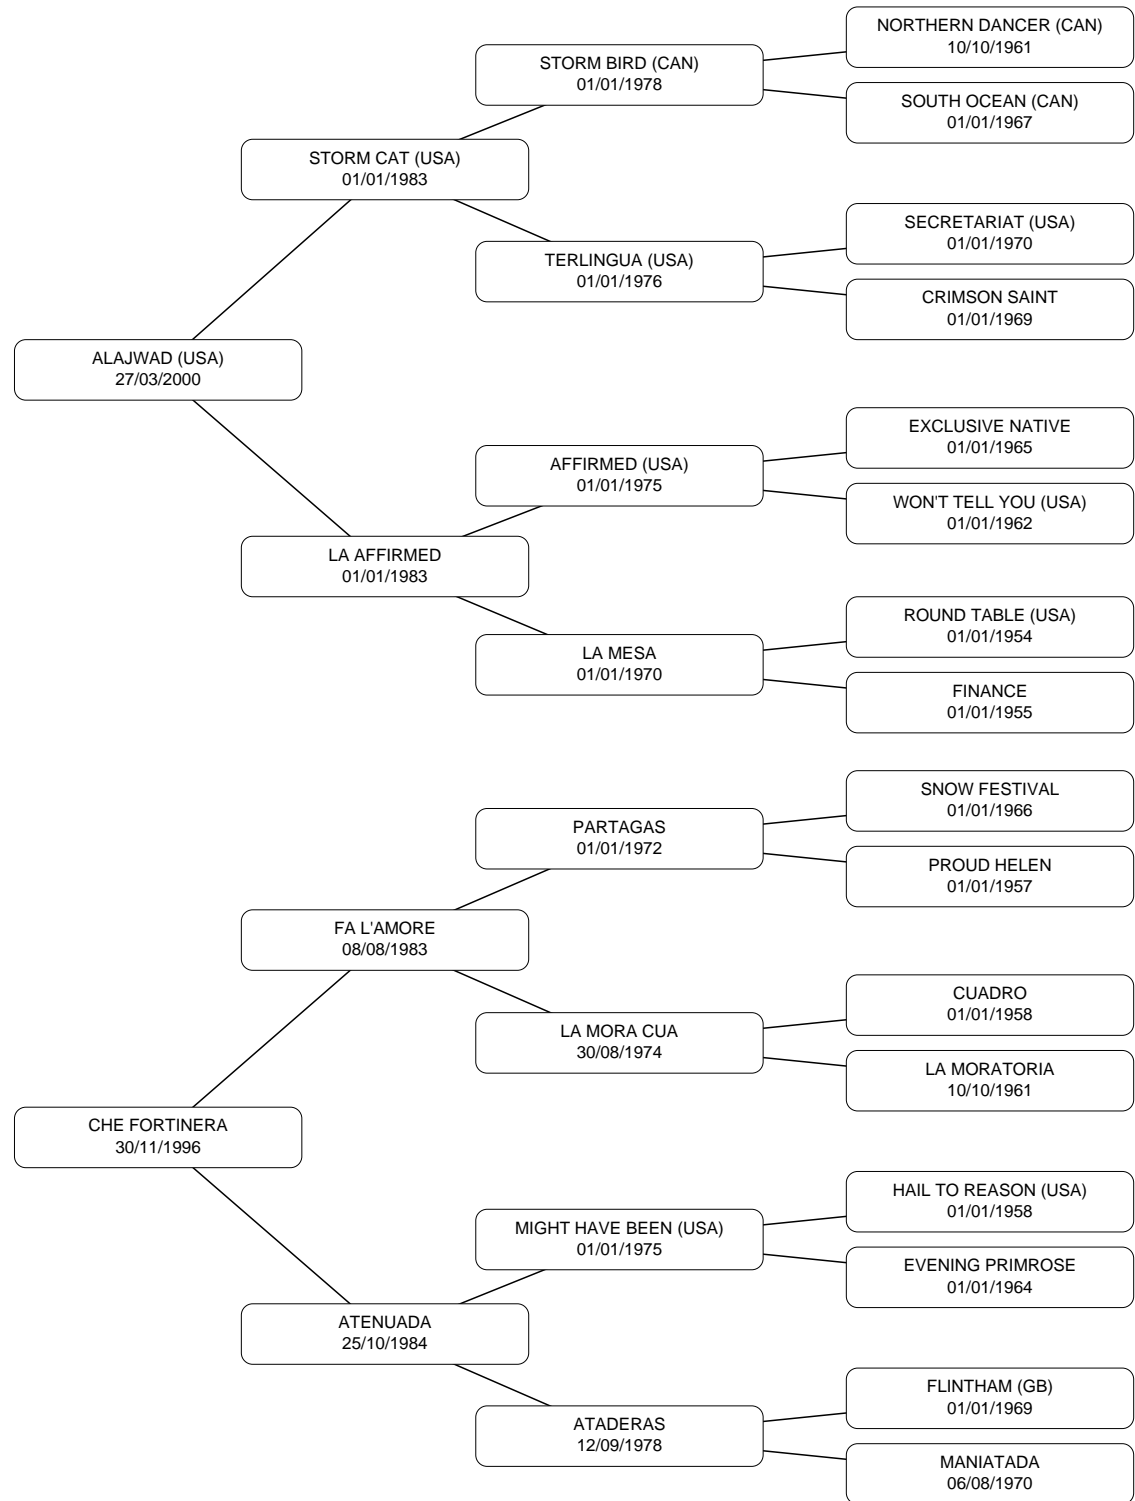 NORTHERN DANCER (CAN)
10/10/1961
STORM BIRD (CAN)
01/01/1978
SOUTH OCEAN (CAN)
01/01/1967
STORM CAT (USA)
01/01/1983
SECRETARIAT (USA)
01/01/1970
TERLINGUA (USA)
01/01/1976
CRIMSON SAINT
01/01/1969
ALAJWAD (USA)
27/03/2000
EXCLUSIVE NATIVE
01/01/1965
AFFIRMED (USA)
01/01/1975
WON'T TELL YOU (USA)
01/01/1962
LA AFFIRMED
01/01/1983
ROUND TABLE (USA)
01/01/1954
LA MESA
01/01/1970
FINANCE
01/01/1955
SNOW FESTIVAL
01/01/1966
PARTAGAS
01/01/1972
PROUD HELEN
01/01/1957
FA L'AMORE
08/08/1983
CUADRO
01/01/1958
LA MORA CUA
30/08/1974
LA MORATORIA
10/10/1961
CHE FORTINERA
30/11/1996
HAIL TO REASON (USA)
01/01/1958
MIGHT HAVE BEEN (USA)
01/01/1975
EVENING PRIMROSE
01/01/1964
ATENUADA
25/10/1984
FLINTHAM (GB)
01/01/1969
ATADERAS
12/09/1978
MANIATADA
06/08/1970